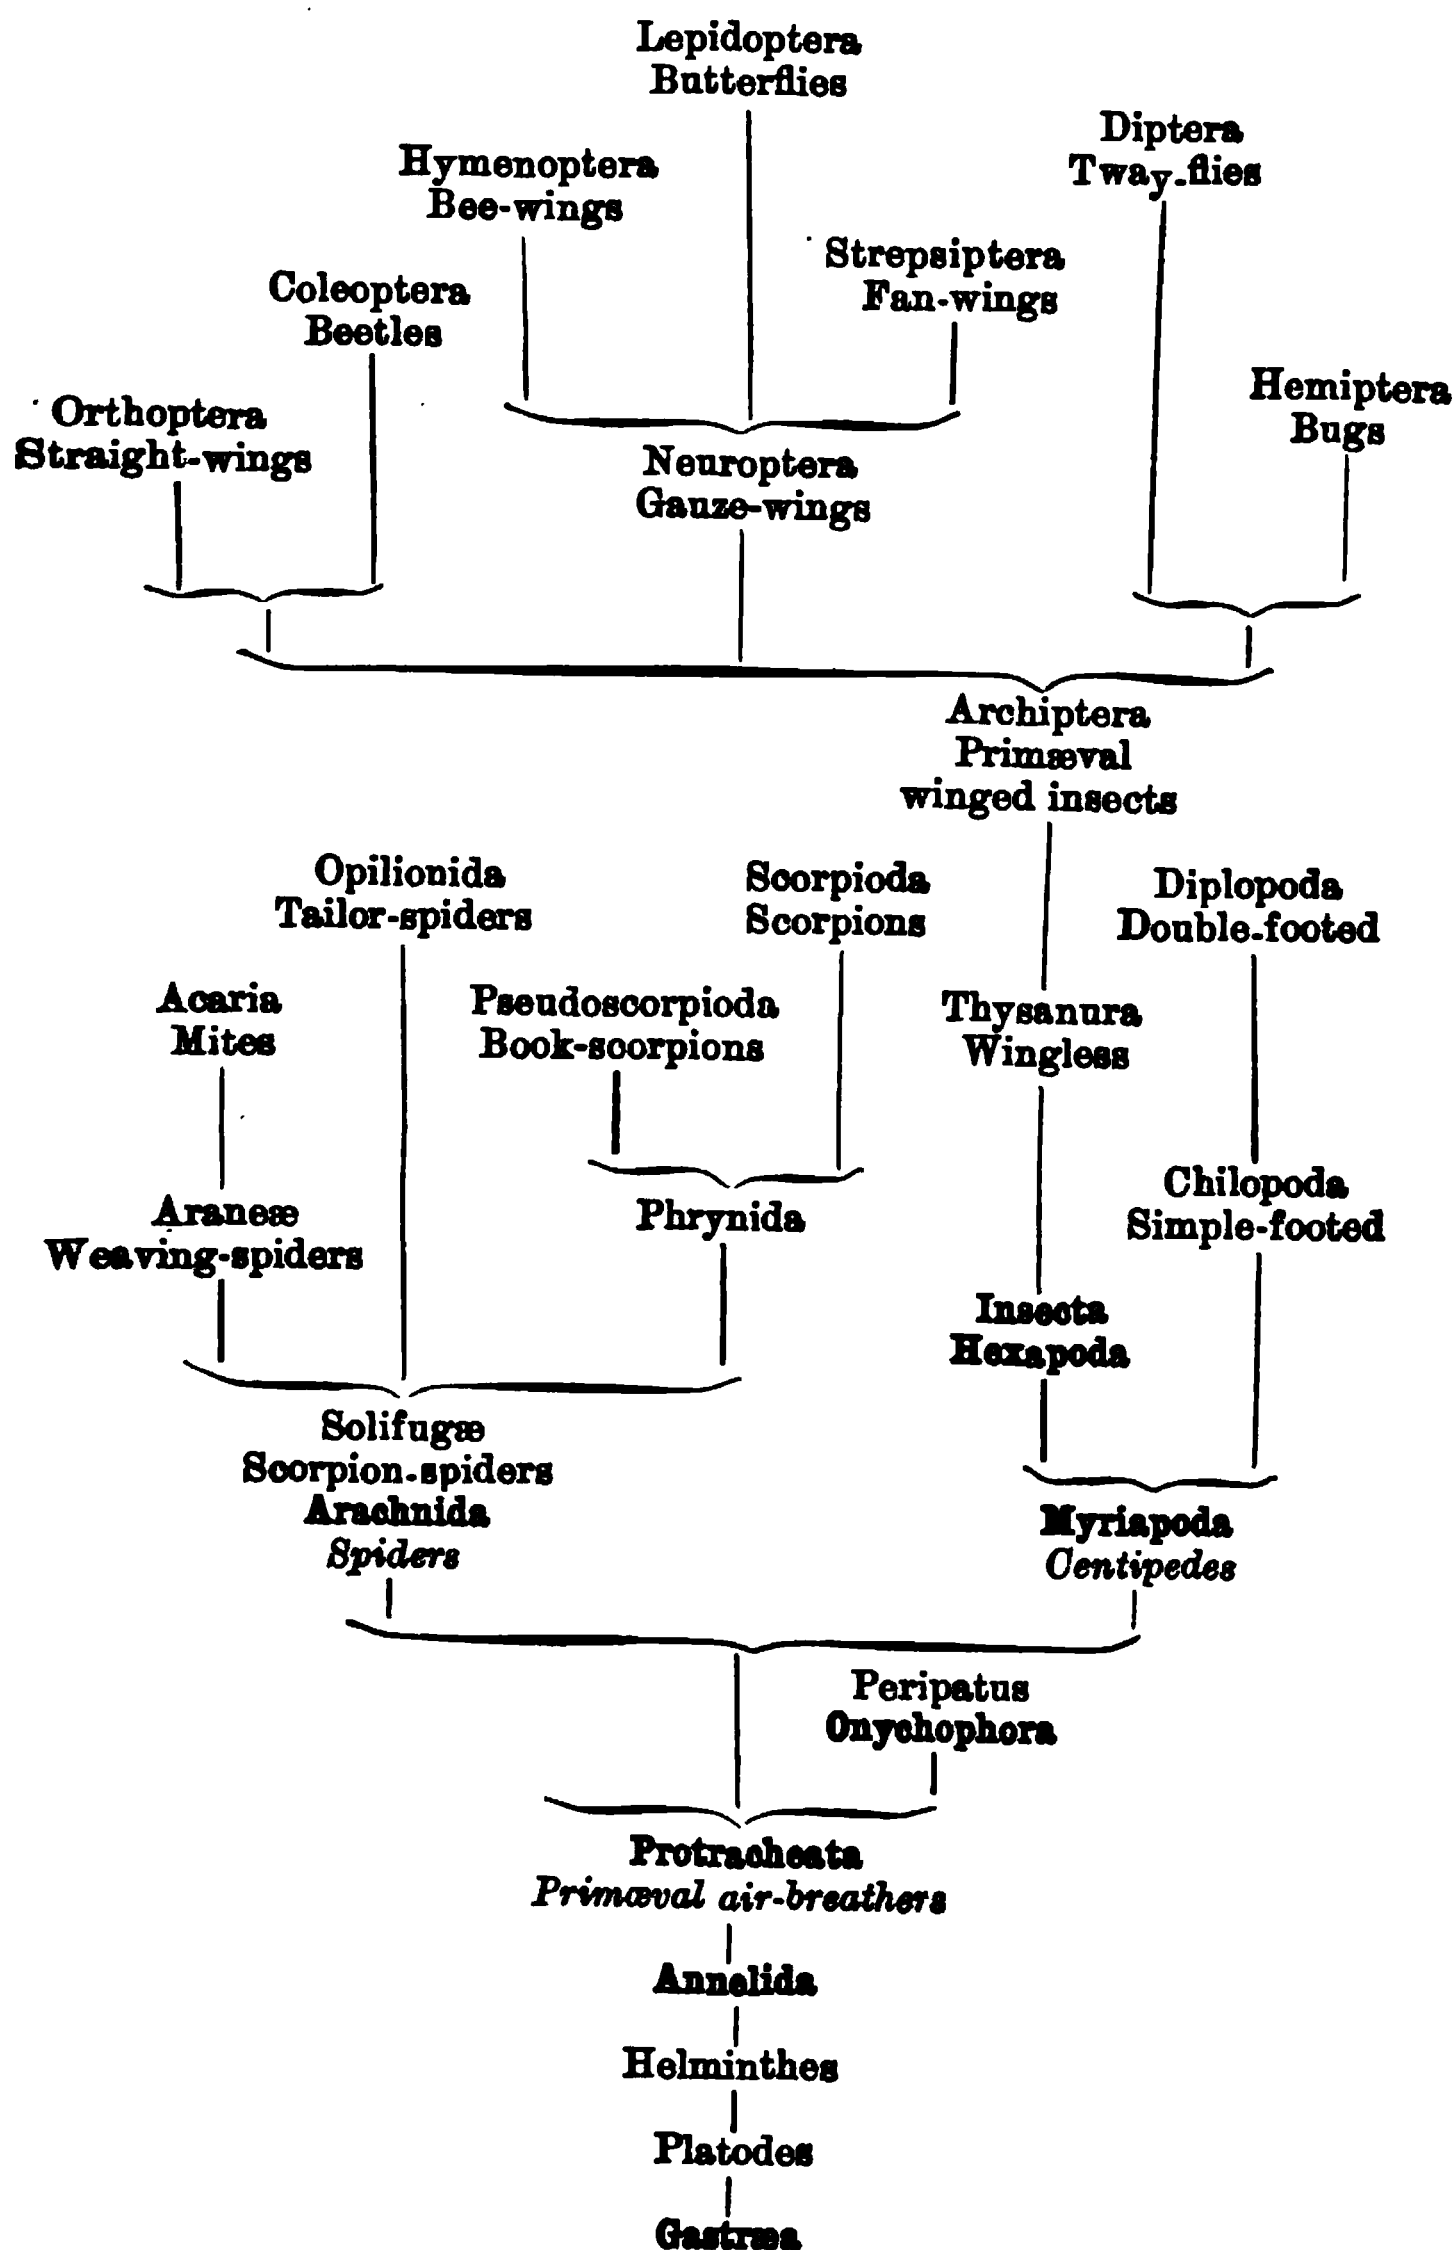 Lepidoptera
Butterflies
Diptera
Tway-flies
Hymenoptera
Bee-wings
Strepsiptera
Fan-wings
Coleoptera
Beetles
Hemiptera
Bugs
Orthoptera
Straight-wings
Neuroptera
Gauze-wings
Archiptera
Primæval
winged insects
Opilionida
Tailor-spiders
Scorpioda
Scorpions
Diplopoda
Double-footed
Acaria
Mites
Pseudoscorpioda
Book-scorpions
Thysanura
Wingless
Chilopoda
Simple-footed
Araneæ
Weaving-spiders
Phrynida
Insecta
Hexapoda
Solifugæ
Scorpion-spiders
Arachnida
Spiders
Myriapoda
Centipedes
Peripatus
Onychophora
Protracheata
Primæval air-breathers
Annelida
Helminthes
Platodes
Gastræa